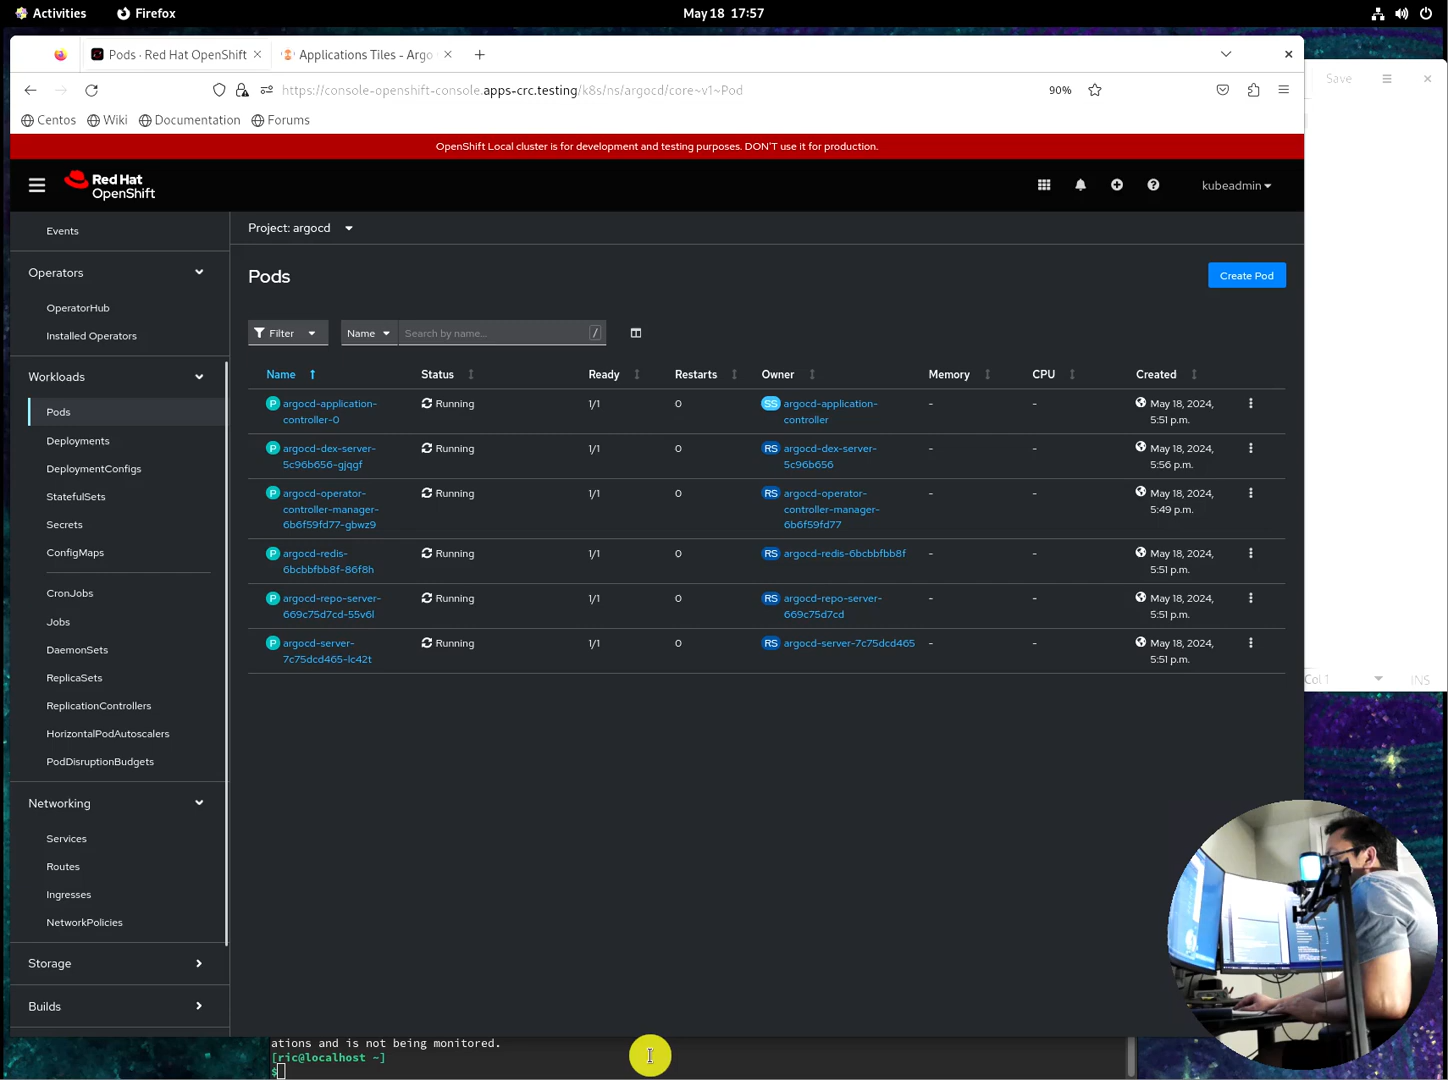 Activities
Firefox
May 18 17:57
Pods · Red Hat OpenShift
Applications Tiles - Argo
Save
https://console-openshift-console.apps-crc.testing/k8s/ns/argocd/core~v1~Pod
90%
Centos
Wiki
Documentation
Forums
OpenShift Local cluster is for development and testing purposes. DON'T use it for production.
Red Hat
OpenShift
kubeadmin
Events
Operators
OperatorHub
Installed Operators
Workloads
Pods
Deployments
DeploymentConfigs
StatefulSets
Secrets
ConfigMaps
CronJobs
Jobs
DaemonSets
ReplicaSets
ReplicationControllers
HorizontalPodAutoscalers
PodDisruptionBudgets
Networking
Services
Routes
Ingresses
NetworkPolicies
Storage
Builds
Project: argocd
Pods
Create Pod
Filter
Name
Search by name...
/
Name Status Ready Restarts Owner Memory CPU Created
P argocd-application- Running 1/1 0 SS argocd-application- - - May 18, 2024,
controller-0 controller 5:51 p.m.
P argocd-dex-server- Running 1/1 0 RS argocd-dex-server- - - May 18, 2024,
5c96b656-gjqgf 5c96b656 5:56 p.m.
P argocd-operator- Running 1/1 0 RS argocd-operator- - - May 18, 2024,
controller-manager- controller-manager- 5:49 p.m.
6b6f59fd77-gbwz9 6b6f59fd77
P argocd-redis- Running 1/1 0 RS argocd-redis-6bcbbfbb8f - - May 18, 2024,
6bcbbfbb8f-86f8h 5:51 p.m.
P argocd-repo-server- Running 1/1 0 RS argocd-repo-server- - - May 18, 2024,
669c75d7cd-55v6l 669c75d7cd 5:51 p.m.
P argocd-server- Running 1/1 0 RS argocd-server-7c75dcd465 - - May 18, 2024,
7c75dcd465-lc42t 5:51 p.m.
Col 1
INS
ations and is not being monitored.
[ric@localhost ~]
$